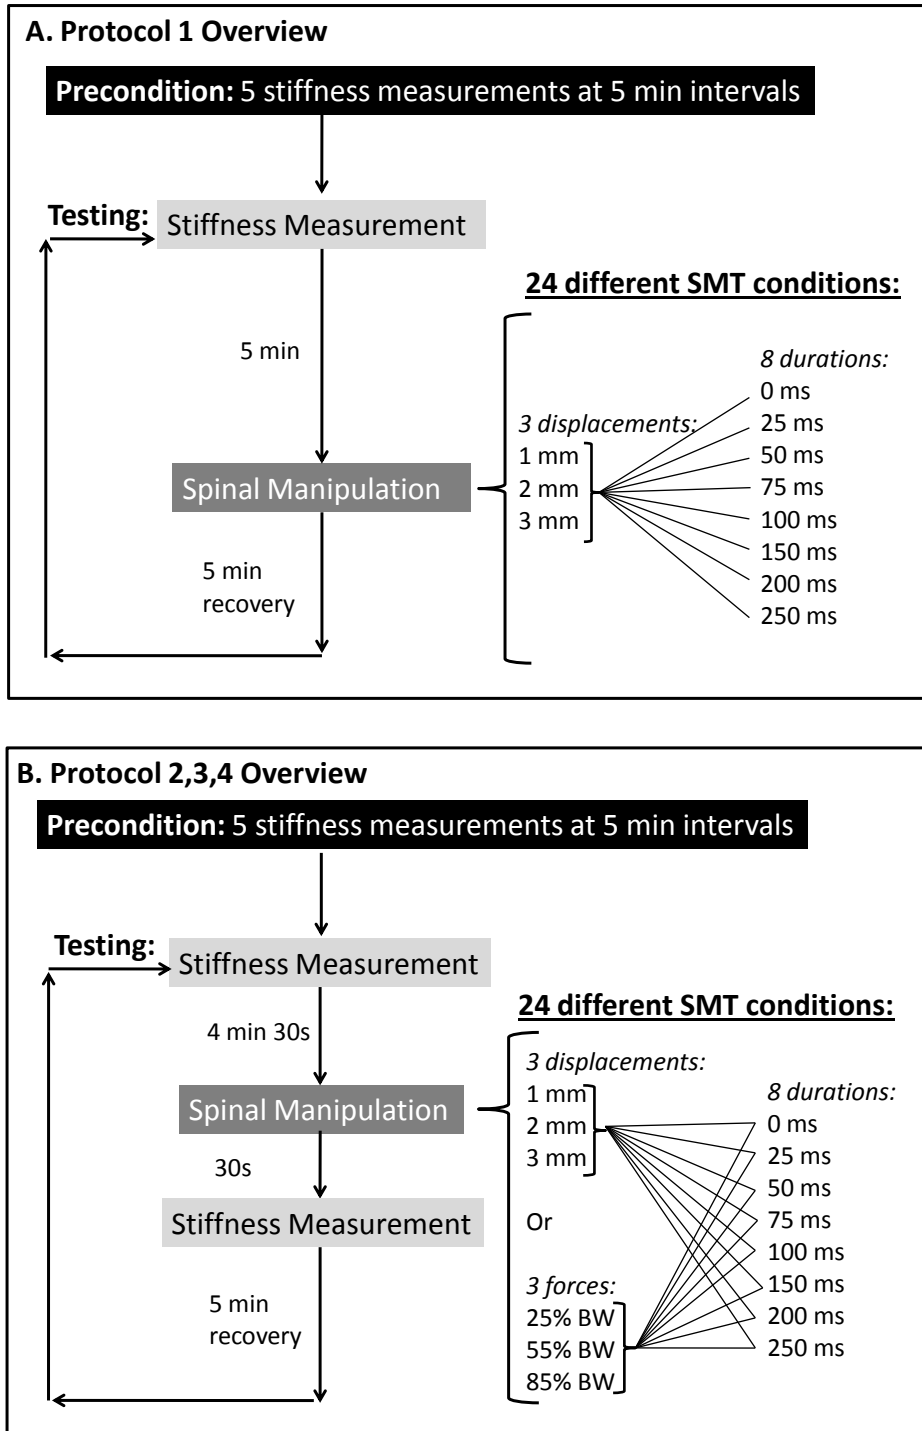 A. Protocol 1 Overview
Precondition: 5 stiffness measurements at 5 min intervals
Testing:
Stiffness Measurement
5 min
Spinal Manipulation
5 min
recovery
24 different SMT conditions:
3 displacements:
1 mm
2 mm
3 mm
8 durations:
0 ms
25 ms
50 ms
75 ms
100 ms
150 ms
200 ms
250 ms
B. Protocol 2,3,4 Overview
Precondition: 5 stiffness measurements at 5 min intervals
Testing:
Stiffness Measurement
4 min 30s
Spinal Manipulation
30s
Stiffness Measurement
5 min
recovery
24 different SMT conditions:
3 displacements:
1 mm
2 mm
3 mm
Or
3 forces:
25% BW
55% BW
85% BW
8 durations:
0 ms
25 ms
50 ms
75 ms
100 ms
150 ms
200 ms
250 ms